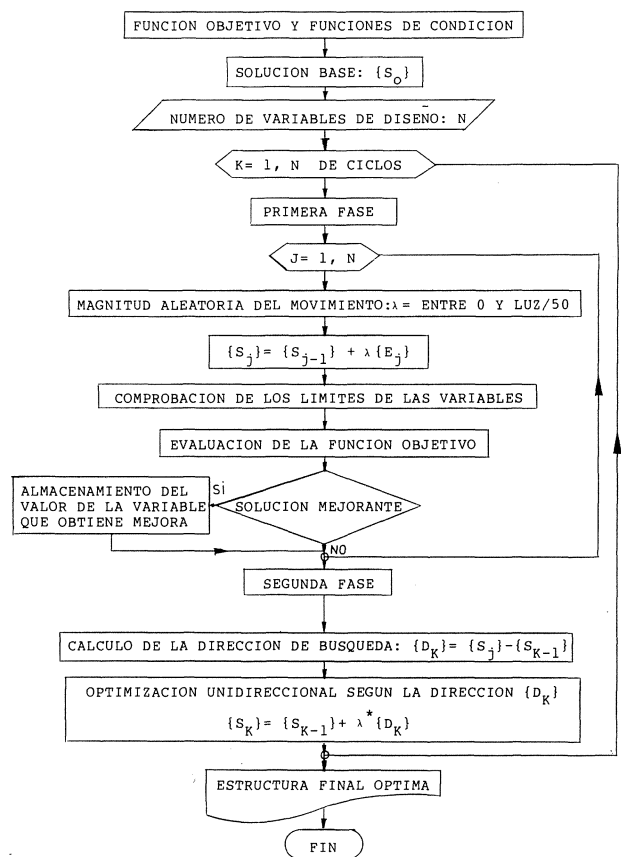 FUNCION OBJETIVO Y FUNCIONES DE CONDICION
SOLUCION BASE: {S_o}
NUMERO DE VARIABLES DE DISEÑO: N
K= 1, N DE CICLOS
PRIMERA FASE
J= 1, N
MAGNITUD ALEATORIA DEL MOVIMIENTO:λ= ENTRE 0 Y LUZ/50
{S_j}= {S_j-1} + λ{E_j}
COMPROBACION DE LOS LIMITES DE LAS VARIABLES
EVALUACION DE LA FUNCION OBJETIVO
SOLUCION MEJORANTE
si
ALMACENAMIENTO DEL
VALOR DE LA VARIABLE
QUE OBTIENE MEJORA
NO
SEGUNDA FASE
CALCULO DE LA DIRECCION DE BUSQUEDA: {D_K}= {S_j}-{S_K-1}
OPTIMIZACION UNIDIRECCIONAL SEGUN LA DIRECCION {D_K}
{S_K}= {S_K-1}+ λ*{D_K}
ESTRUCTURA FINAL OPTIMA
FIN